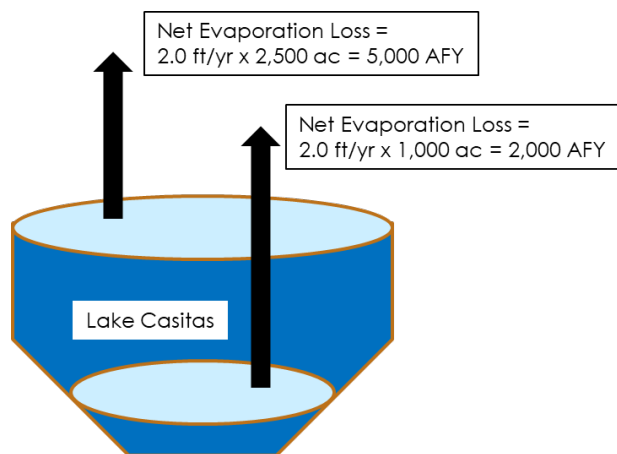 Net Evaporation Loss =
2.0 ft/yr x 2,500 ac = 5,000 AFY
Net Evaporation Loss =
2.0 ft/yr x 1,000 ac = 2,000 AFY
Lake Casitas